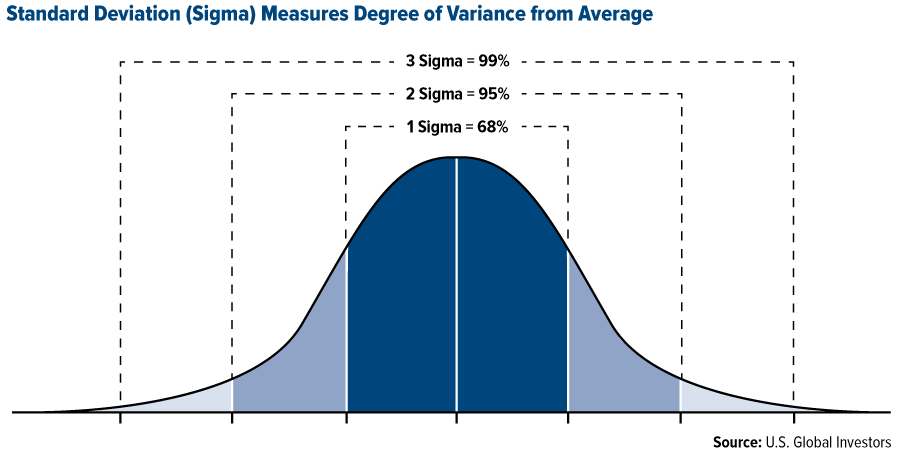 Standard Deviation (Sigma) Measures Degree of Variance from Average
3 Sigma = 99%
2 Sigma = 95%
1 Sigma = 68%
Source: U.S. Global Investors